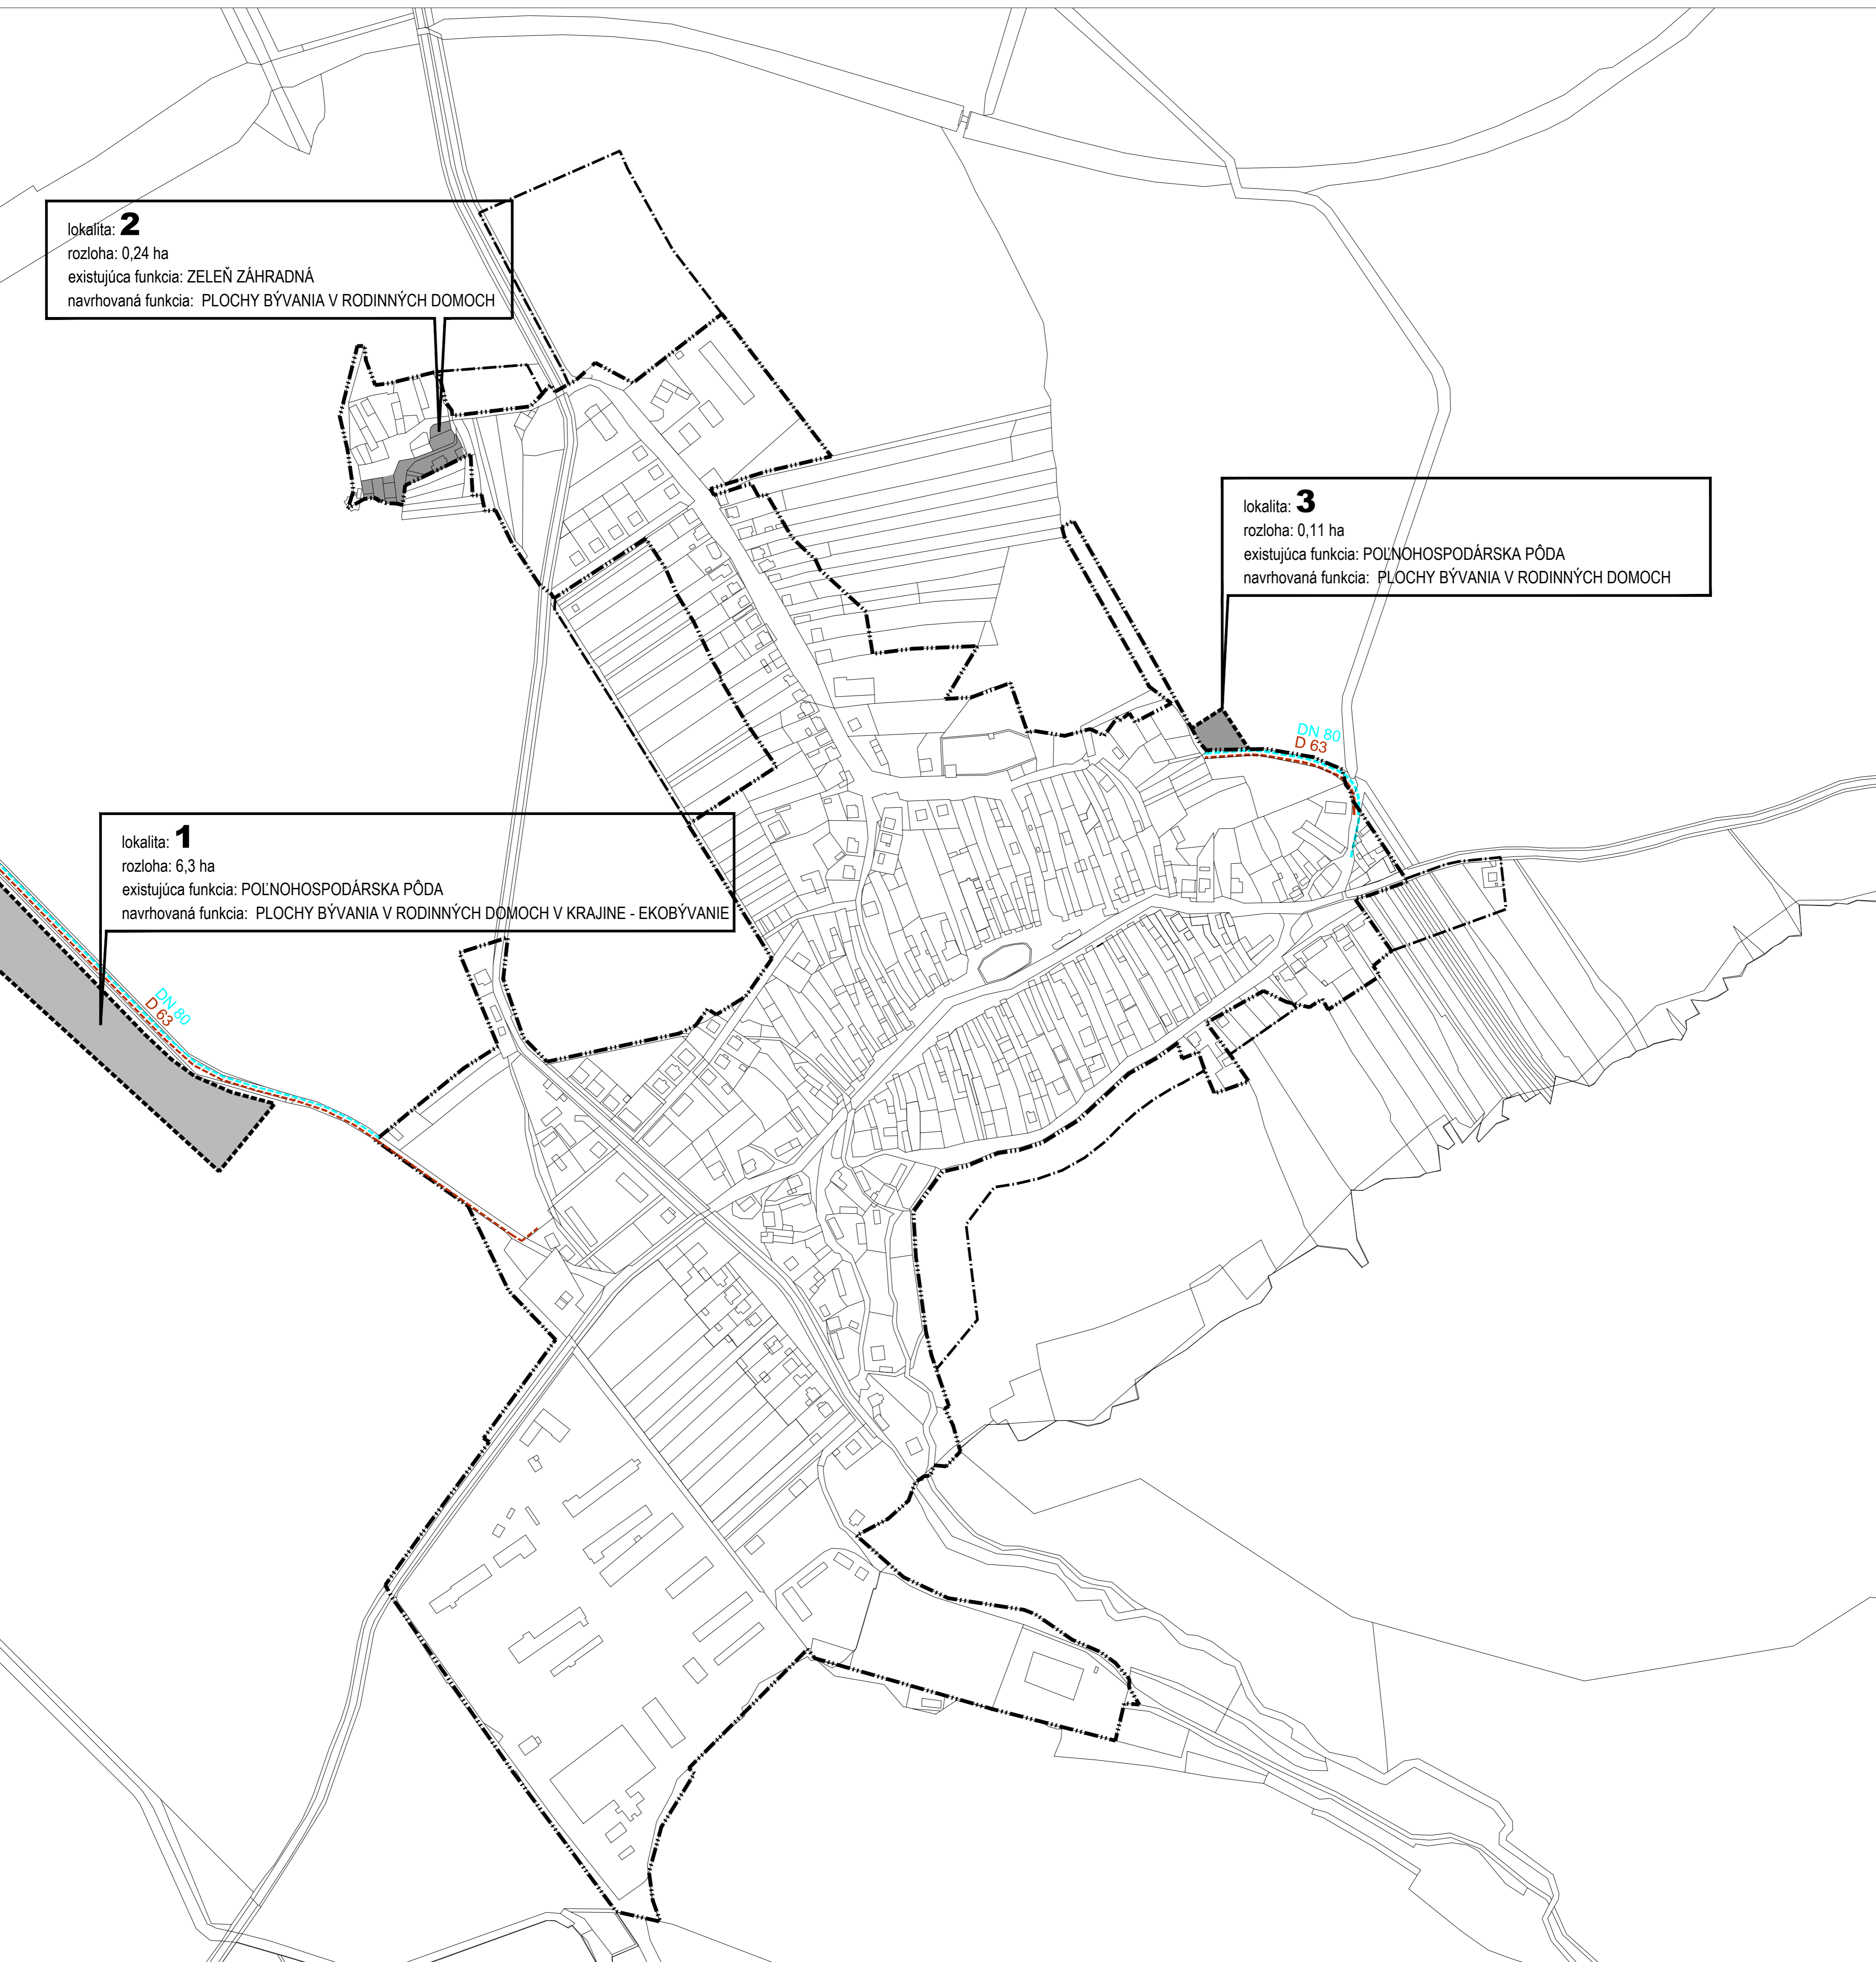 lokalita: 2
rozloha: 0,24 ha
existujúca funkcia: ZELEŇ ZÁHRADNÁ
navrhovaná funkcia: PLOCHY BÝVANIA V RODINNÝCH DOMOCH
lokalita: 3
rozloha: 0,11 ha
existujúca funkcia: POĽNOHOSPODÁRSKA PÔDA
navrhovaná funkcia: PLOCHY BÝVANIA V RODINNÝCH DOMOCH
DN 80
D 63
lokalita: 1
rozloha: 6,3 ha
existujúca funkcia: POĽNOHOSPODÁRSKA PÔDA
navrhovaná funkcia: PLOCHY BÝVANIA V RODINNÝCH DOMOCH V KRAJINE - EKOBÝVANIE
DN 80
D 63